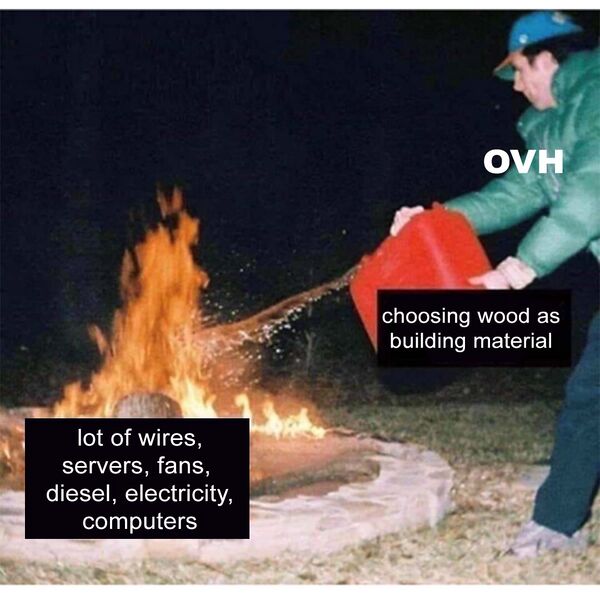 OVH
choosing wood as
building material
lot of wires,
servers, fans,
diesel, electricity,
computers